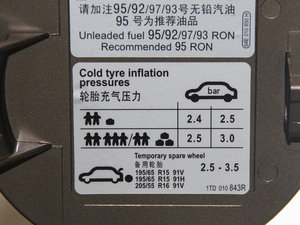 请加注95/92/97/93号无铅汽油
95 号为推荐油品
Unleaded fuel 95/92/97/93 RON
Recommended 95 RON
Cold tyre inflation
pressures
轮胎充气压力
bar
2.4 2.5
2.5 3.0
Temporary spare wheel
备用轮胎
195/65 R15 91V
195/65 R15 91H
205/55 R16 91V
2.5 - 3.5
1TD 010 843R